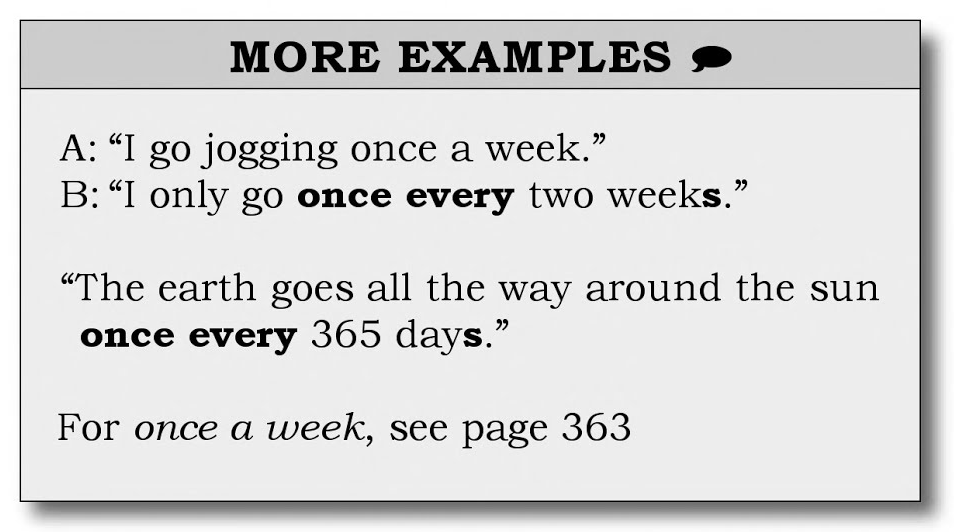 MORE EXAMPLES
A: “I go jogging once a week.”
B: “I only go once every two weeks.”
“The earth goes all the way around the sun
once every 365 days.”
For once a week, see page 363